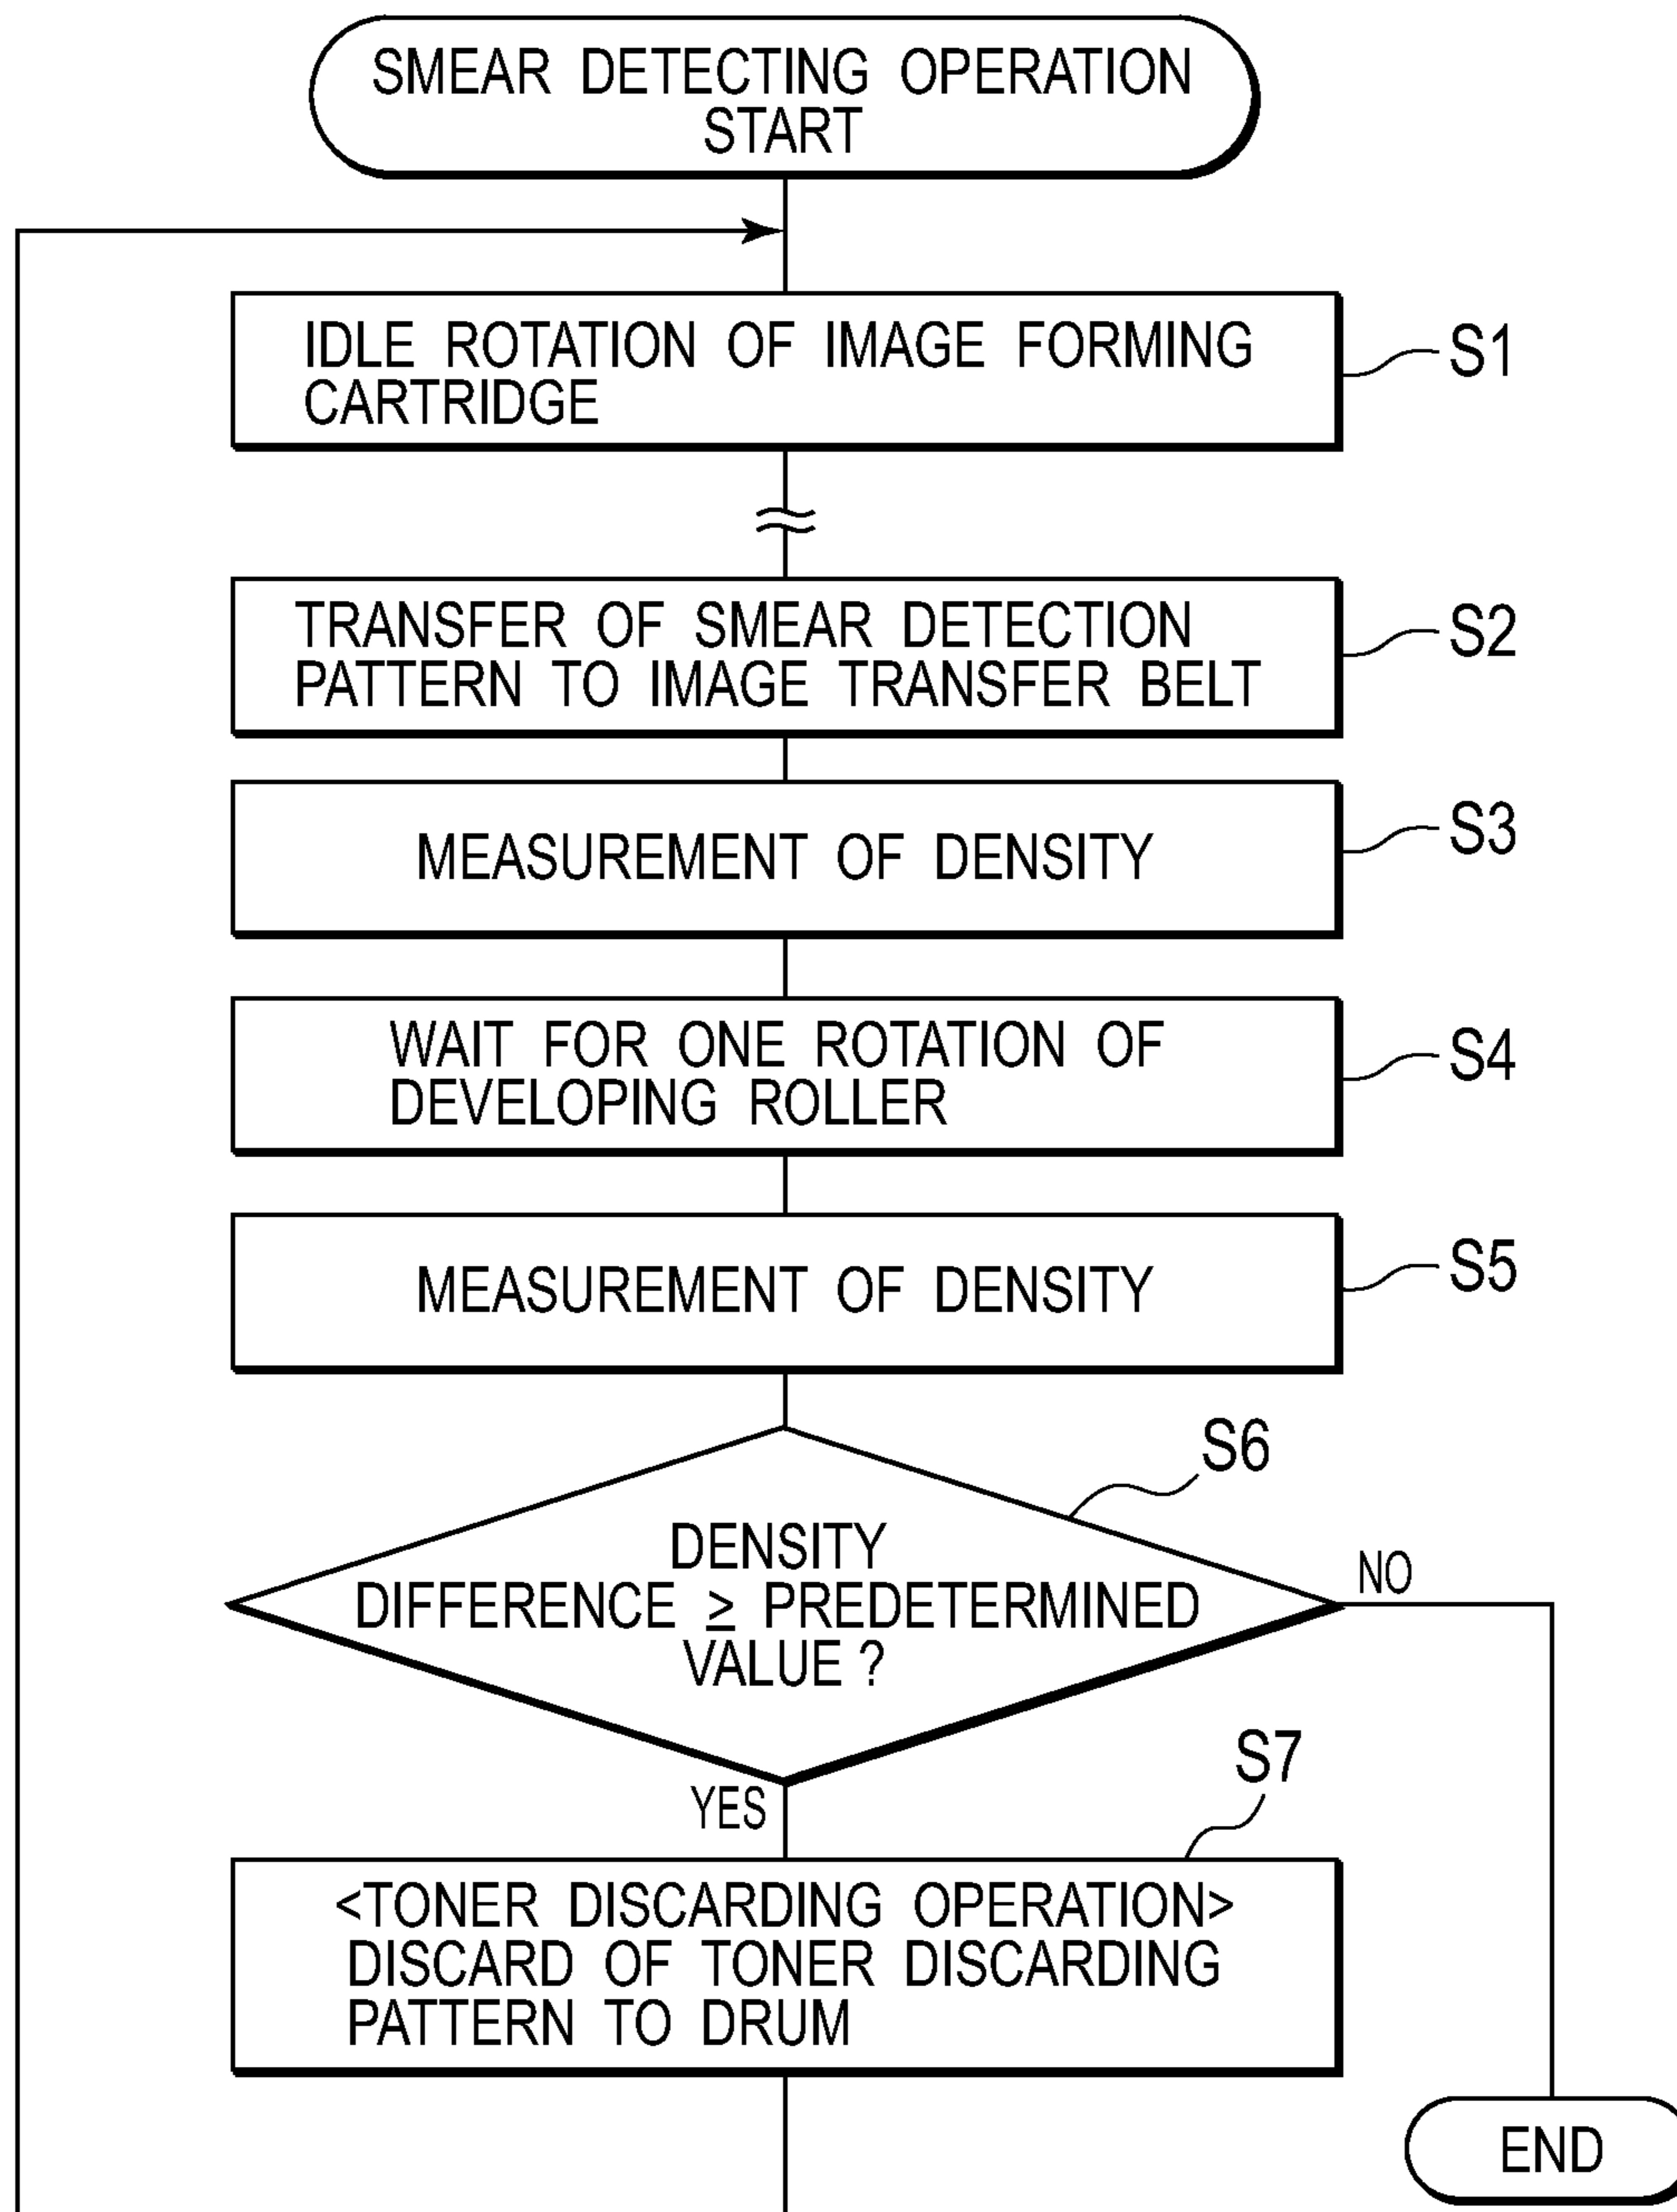 SMEAR DETECTING OPERATION
START
IDLE ROTATION OF IMAGE FORMING
CARTRIDGE
S1
TRANSFER OF SMEAR DETECTION
PATTERN TO IMAGE TRANSFER BELT
S2
MEASUREMENT OF DENSITY
S3
WAIT FOR ONE ROTATION OF
DEVELOPING ROLLER
S4
MEASUREMENT OF DENSITY
S5
S6
DENSITY
DIFFERENCE ≥ PREDETERMINED
VALUE ?
NO
YES
S7
<TONER DISCARDING OPERATION>
DISCARD OF TONER DISCARDING
PATTERN TO DRUM
END